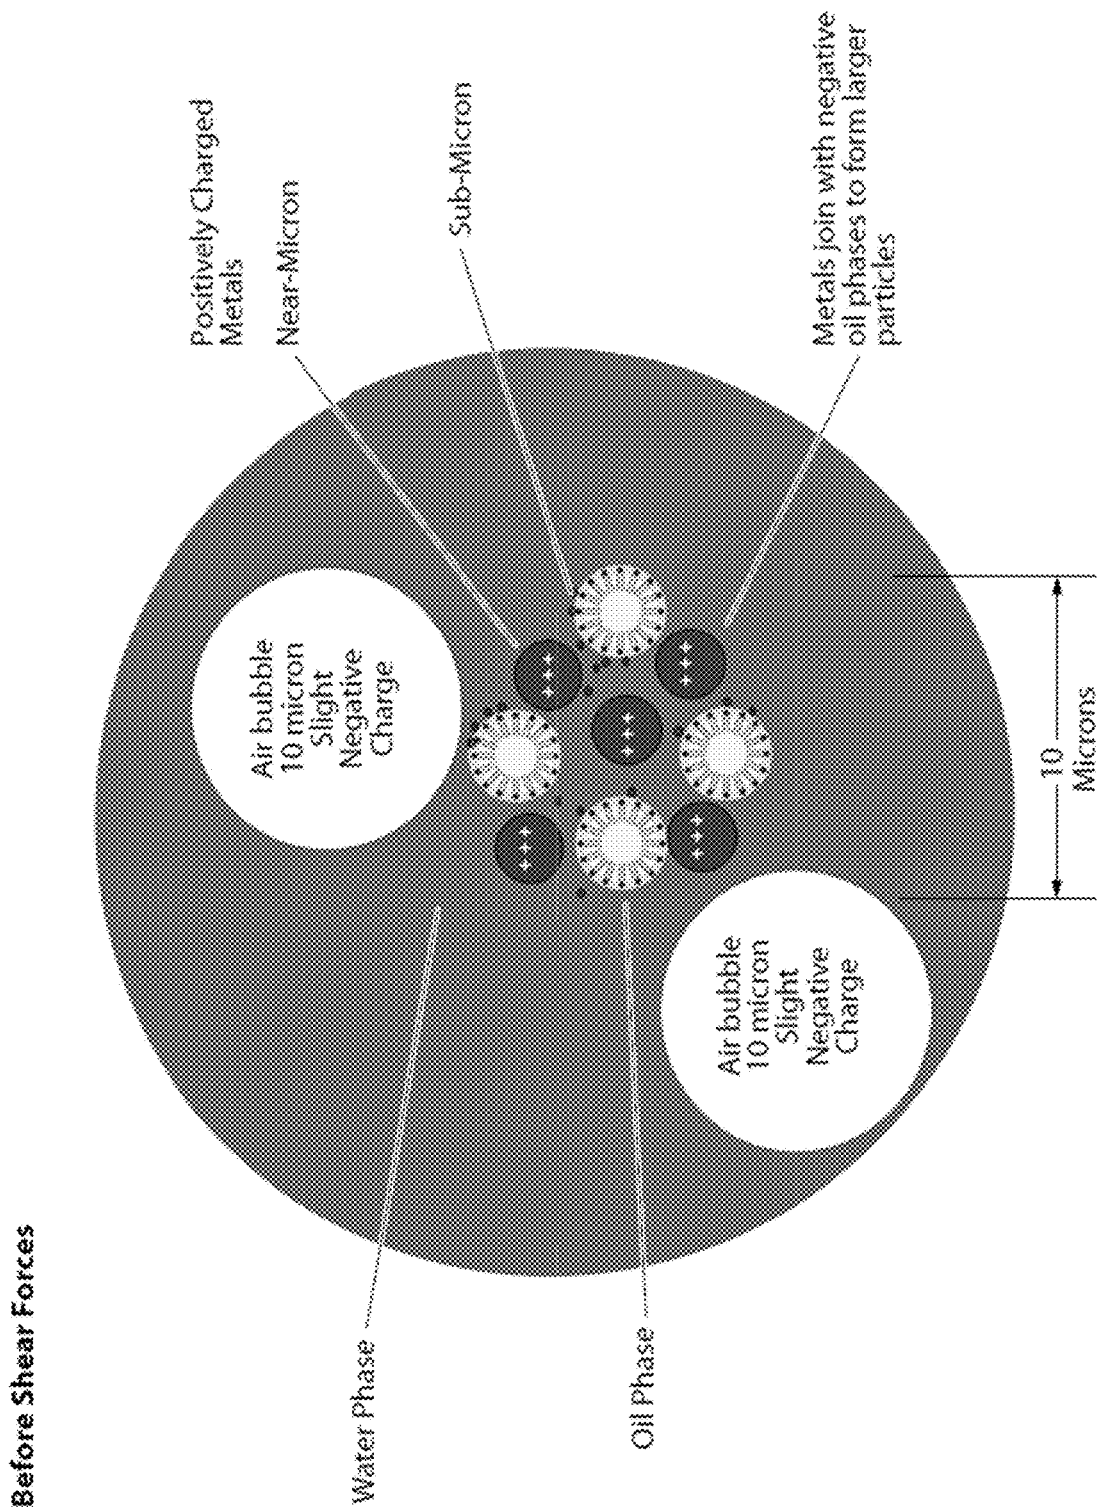 Before Shear Forces
Water Phase
Oil Phase
Air bubble
10 micron
Slight
Negative
Charge
Air bubble
10 micron
Slight
Negative
Charge
+++
+++
+++
+++
+++
Positively Charged
Metals
Near-Micron
Sub-Micron
Metals join with negative
oil phases to form larger
particles
10
Microns